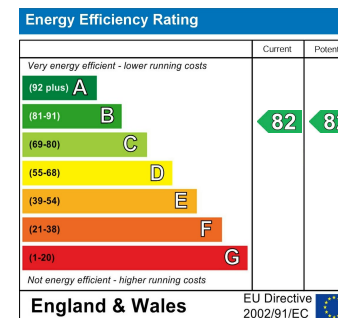 Energy Efficiency Rating
Current
Very energy efficient - lower running costs
(92 plus) A
(81-91) B
82
(69-80) C
(55-68) D
(39-54) E
(21-38) F
(1-20) G
Not energy efficient - higher running costs
England & Wales
EU Directive
2002/91/EC